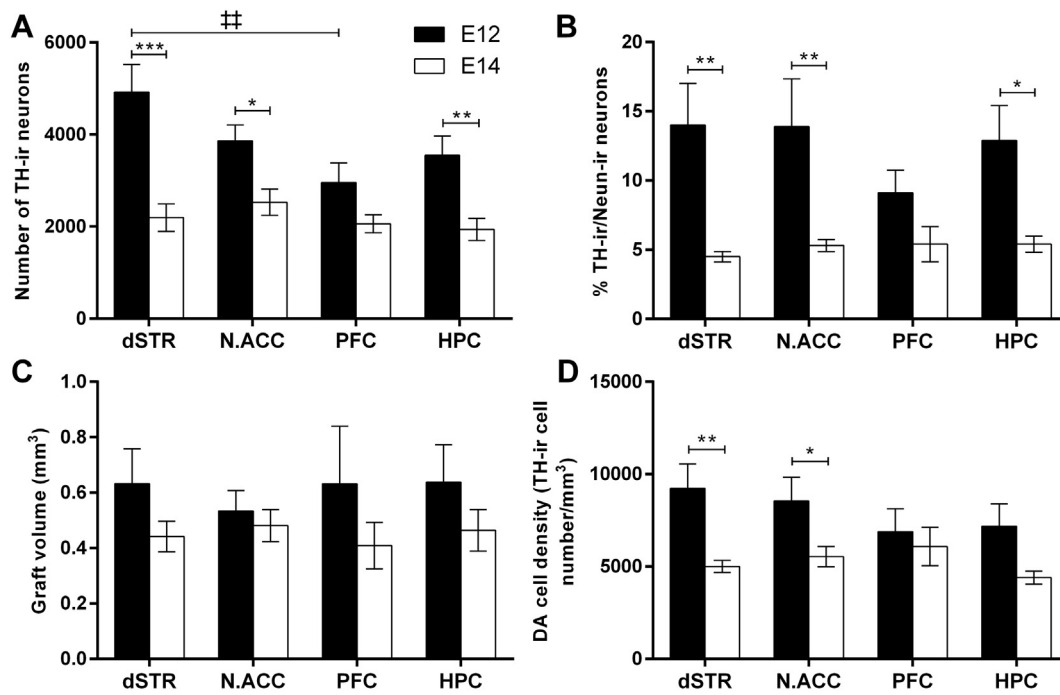 A
‡‡
***
*
**
E12
E14
Number of TH-ir neurons
6000
4000
2000
0
dSTR N.ACC PFC HPC
B
**
**
*
% TH-ir/Neun-ir neurons
20
15
10
5
0
dSTR N.ACC PFC HPC
C
Graft volume (mm³)
1.0
0.8
0.6
0.4
0.2
0.0
dSTR N.ACC PFC HPC
D
**
*
DA cell density (TH-ir cell
number/mm³)
15000
10000
5000
0
dSTR N.ACC PFC HPC